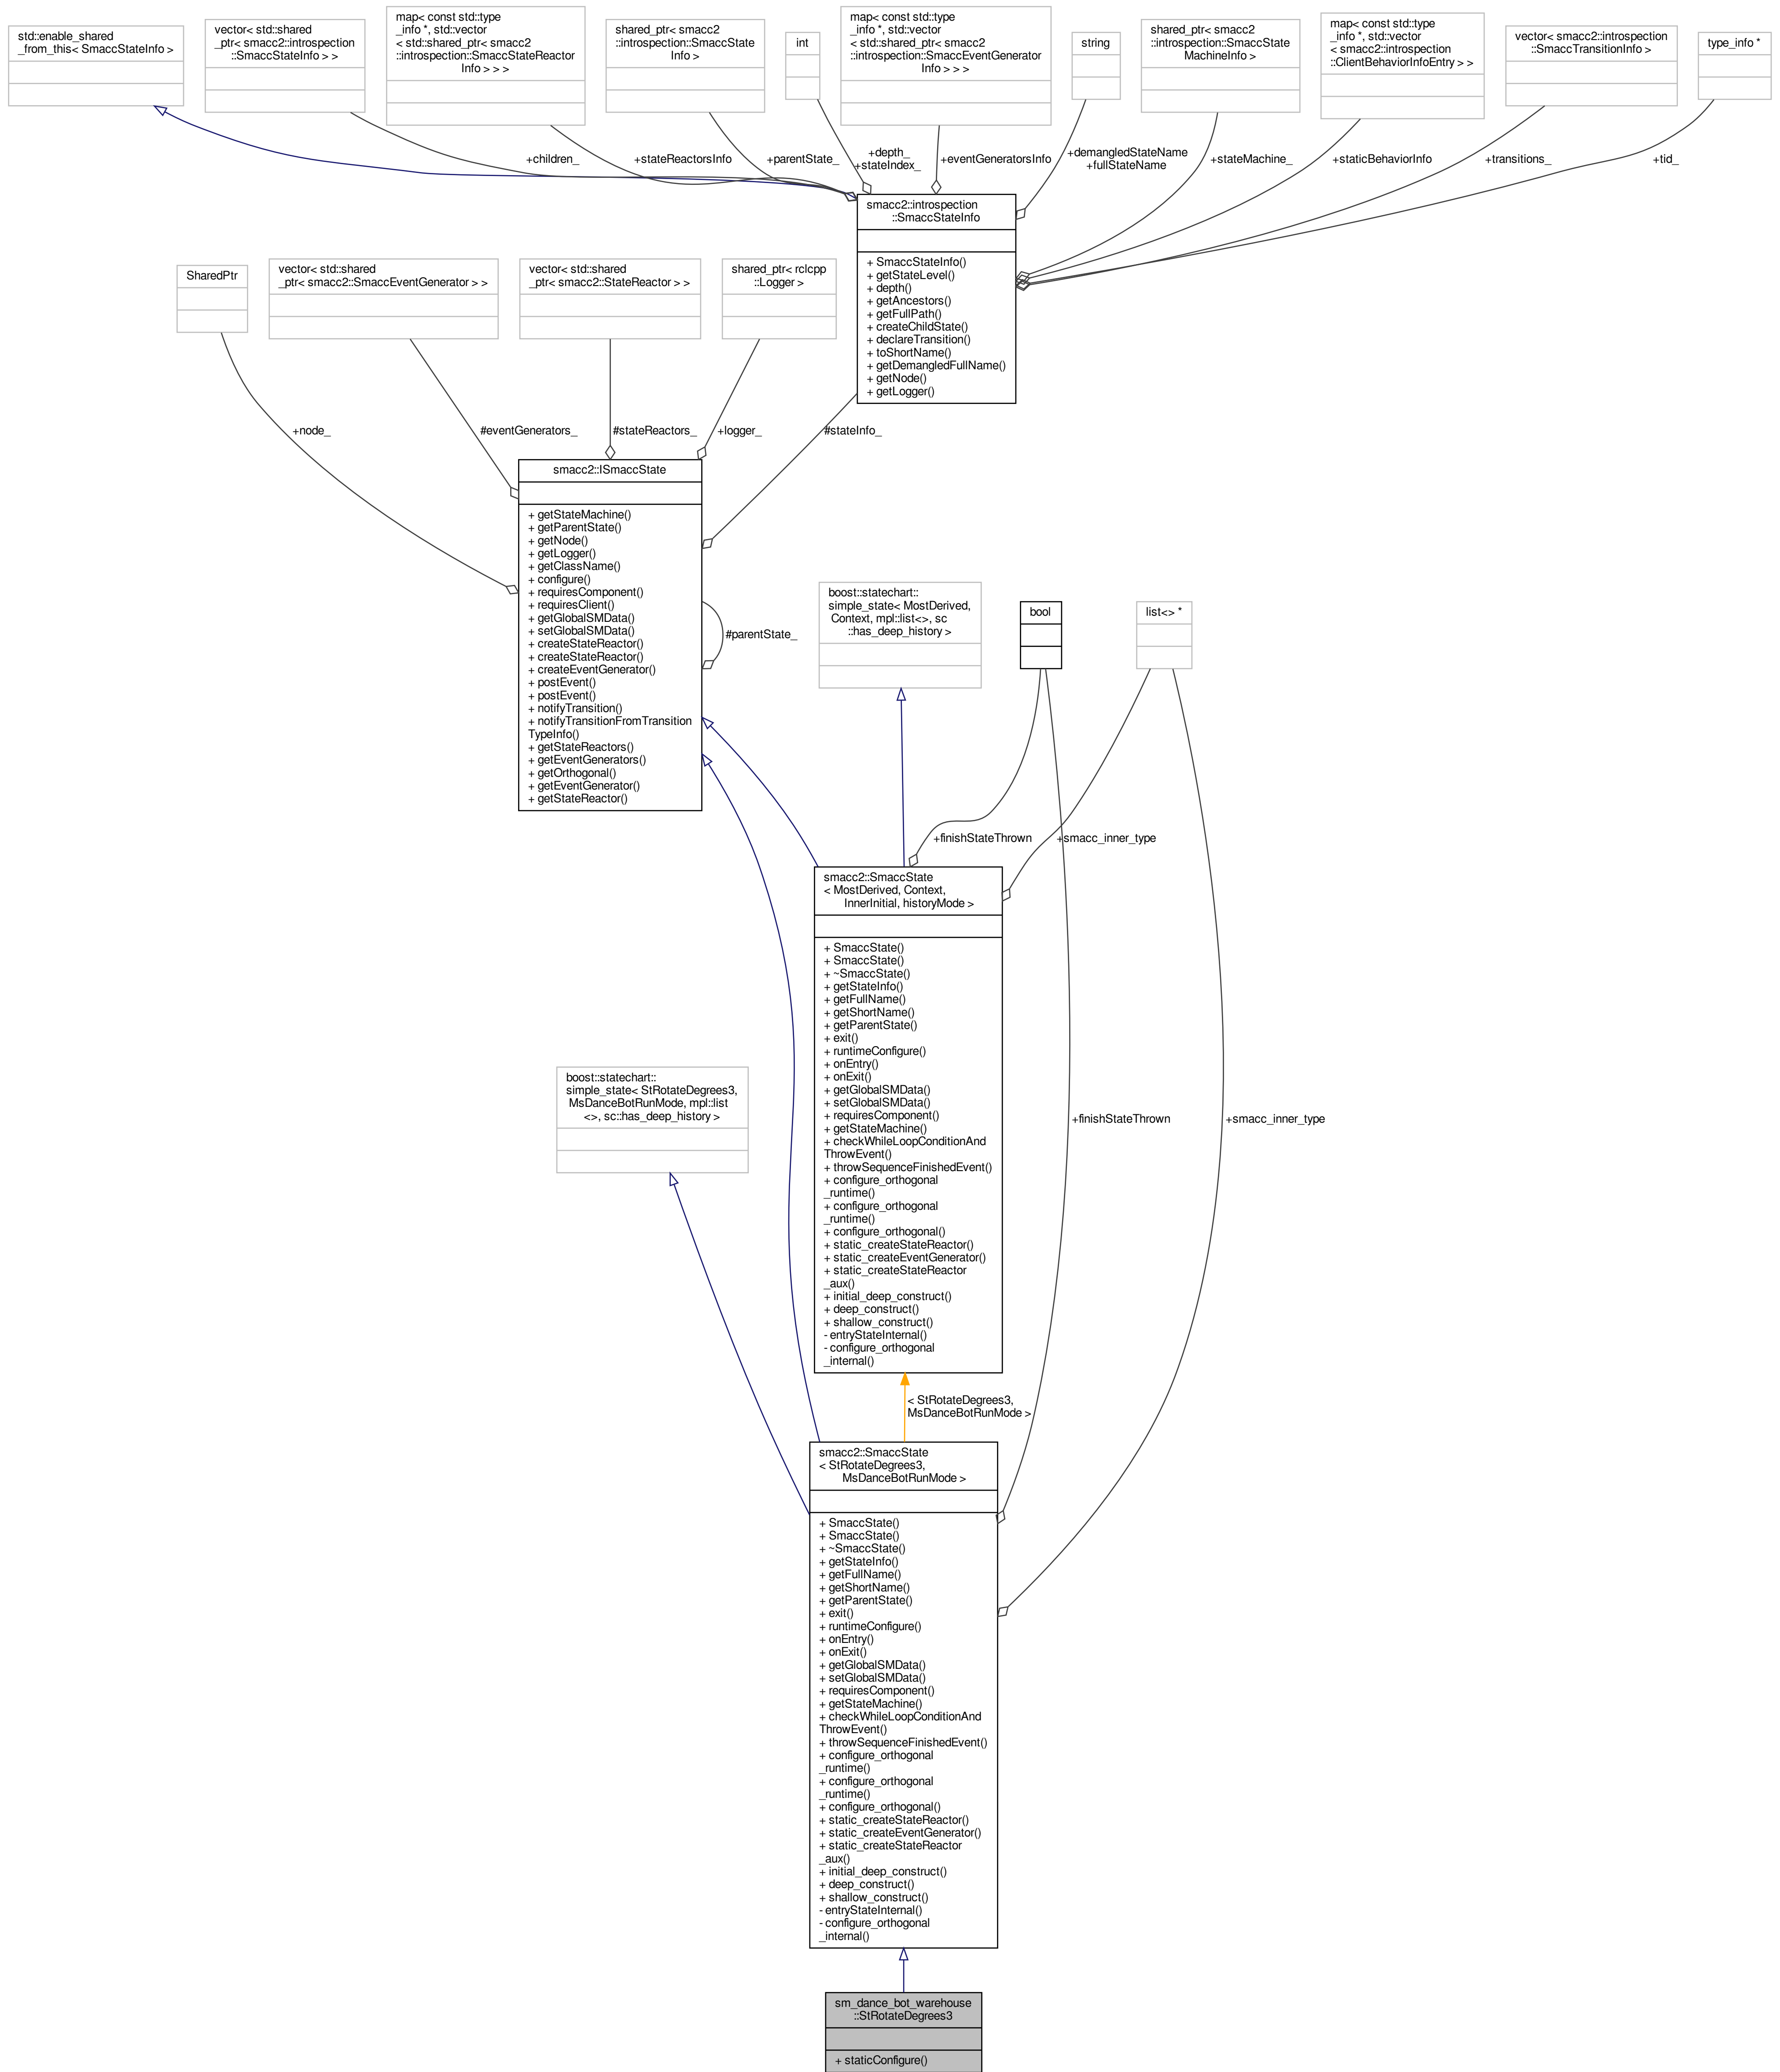 std::enable_shared
_from_this< SmaccStateInfo >
vector< std::shared
_ptr< smacc2::introspection
::SmaccStateInfo > >
map< const std::type
_info *, std::vector
< std::shared_ptr< smacc2
::introspection::SmaccStateReactor
Info > > >
shared_ptr< smacc2
::introspection::SmaccState
Info >
int
map< const std::type
_info *, std::vector
< std::shared_ptr< smacc2
::introspection::SmaccEventGenerator
Info > > >
string
shared_ptr< smacc2
::introspection::SmaccState
MachineInfo >
map< const std::type
_info *, std::vector
< smacc2::introspection
::ClientBehaviorInfoEntry > >
vector< smacc2::introspection
::SmaccTransitionInfo >
type_info *
+children_
+stateReactorsInfo
+parentState_
+depth_
+stateIndex_
+eventGeneratorsInfo
+demangledStateName
+fullStateName
+stateMachine_
+staticBehaviorInfo
+transitions_
+tid_
smacc2::introspection
::SmaccStateInfo
+ SmaccStateInfo()
+ getStateLevel()
+ depth()
+ getAncestors()
+ getFullPath()
+ createChildState()
+ declareTransition()
+ toShortName()
+ getDemangledFullName()
+ getNode()
+ getLogger()
SharedPtr
vector< std::shared
_ptr< smacc2::SmaccEventGenerator > >
vector< std::shared
_ptr< smacc2::StateReactor > >
shared_ptr< rclcpp
::Logger >
+node_
#eventGenerators_
#stateReactors_
+logger_
#stateInfo_
smacc2::ISmaccState
+ getStateMachine()
+ getParentState()
+ getNode()
+ getLogger()
+ getClassName()
+ configure()
+ requiresComponent()
+ requiresClient()
+ getGlobalSMData()
+ setGlobalSMData()
+ createStateReactor()
+ createStateReactor()
+ createEventGenerator()
+ postEvent()
+ postEvent()
+ notifyTransition()
+ notifyTransitionFromTransition
TypeInfo()
+ getStateReactors()
+ getEventGenerators()
+ getOrthogonal()
+ getEventGenerator()
+ getStateReactor()
#parentState_
boost::statechart::
simple_state< MostDerived,
Context, mpl::list<>, sc
::has_deep_history >
bool
list<> *
+finishStateThrown
+smacc_inner_type
smacc2::SmaccState
< MostDerived, Context,
InnerInitial, historyMode >
+ SmaccState()
+ SmaccState()
+ ~SmaccState()
+ getStateInfo()
+ getFullName()
+ getShortName()
+ getParentState()
+ exit()
+ runtimeConfigure()
+ onEntry()
+ onExit()
+ getGlobalSMData()
+ setGlobalSMData()
+ requiresComponent()
+ getStateMachine()
+ checkWhileLoopConditionAnd
ThrowEvent()
+ throwSequenceFinishedEvent()
+ configure_orthogonal
_runtime()
+ configure_orthogonal
_runtime()
+ configure_orthogonal()
+ static_createStateReactor()
+ static_createEventGenerator()
+ static_createStateReactor
_aux()
+ initial_deep_construct()
+ deep_construct()
+ shallow_construct()
- entryStateInternal()
- configure_orthogonal
_internal()
boost::statechart::
simple_state< StRotateDegrees3,
MsDanceBotRunMode, mpl::list
<>, sc::has_deep_history >
+finishStateThrown
+smacc_inner_type
< StRotateDegrees3,
MsDanceBotRunMode >
smacc2::SmaccState
< StRotateDegrees3,
MsDanceBotRunMode >
+ SmaccState()
+ SmaccState()
+ ~SmaccState()
+ getStateInfo()
+ getFullName()
+ getShortName()
+ getParentState()
+ exit()
+ runtimeConfigure()
+ onEntry()
+ onExit()
+ getGlobalSMData()
+ setGlobalSMData()
+ requiresComponent()
+ getStateMachine()
+ checkWhileLoopConditionAnd
ThrowEvent()
+ throwSequenceFinishedEvent()
+ configure_orthogonal
_runtime()
+ configure_orthogonal
_runtime()
+ configure_orthogonal()
+ static_createStateReactor()
+ static_createEventGenerator()
+ static_createStateReactor
_aux()
+ initial_deep_construct()
+ deep_construct()
+ shallow_construct()
- entryStateInternal()
- configure_orthogonal
_internal()
sm_dance_bot_warehouse
::StRotateDegrees3
+ staticConfigure()